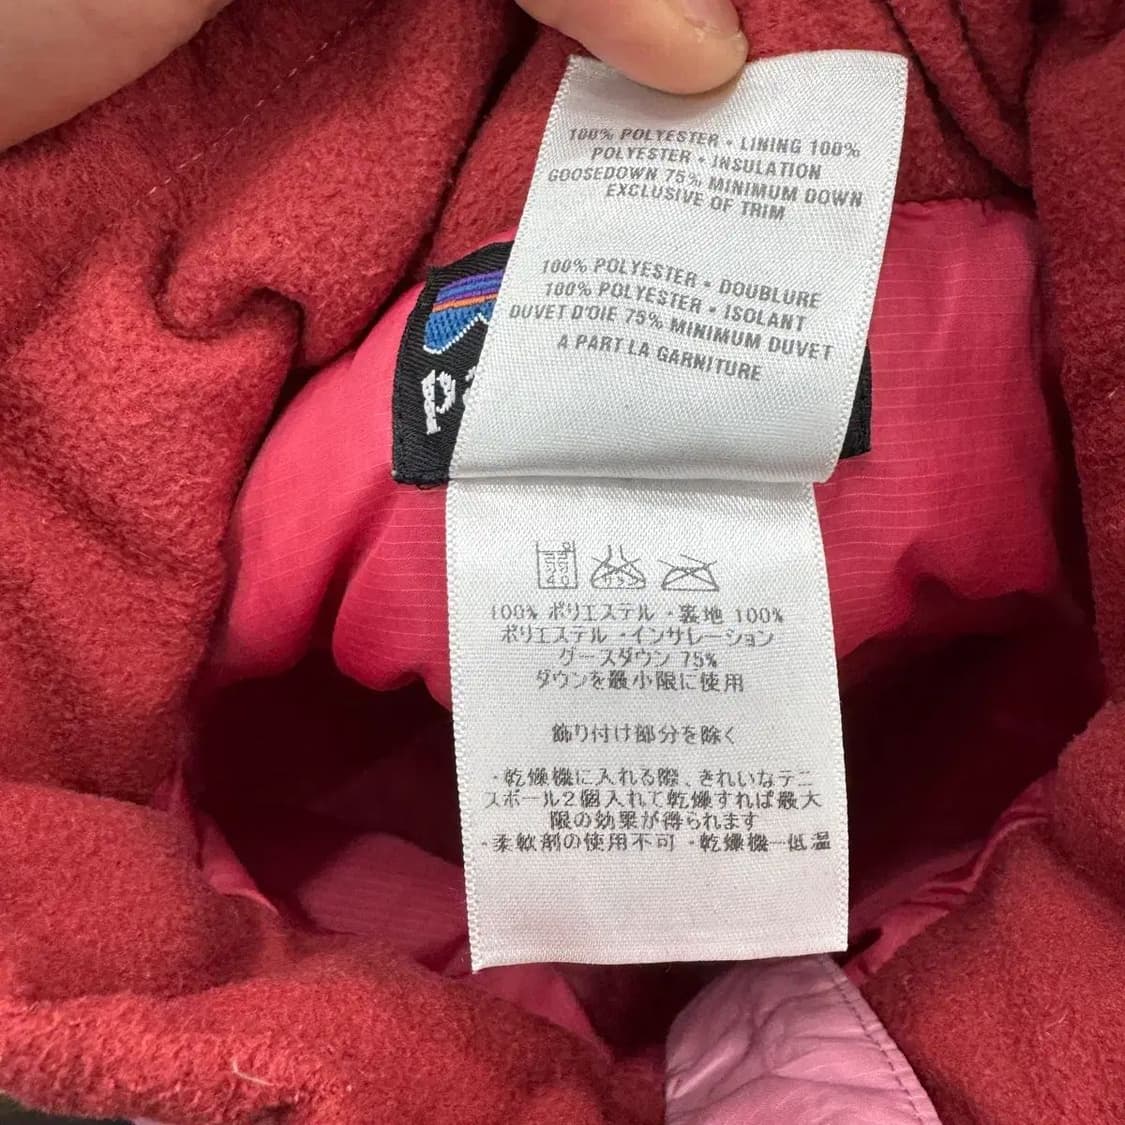 100% POLYESTER • LINING 100%
POLYESTER • INSULATION
GOOSEDOWN 75% MINIMUM DOWN
EXCLUSIVE OF TRIM
100% POLYESTER • DOUBLURE
100% POLYESTER • ISOLANT
DUVET D'OIE 75% MINIMUM DUVET
A PART LA GARNITURE
pa
100% ポリエステル ・裏地 100%
ポリエステル ・インサレーション
グースダウン 75%
ダウンを最小限に使用
飾り付け部分を除く
・乾燥機に入れる際、きれいなテニ
スボール2個入れて乾燥すれば最大
限の効果が得られます
・柔軟剤の使用不可 ・乾燥機―低温